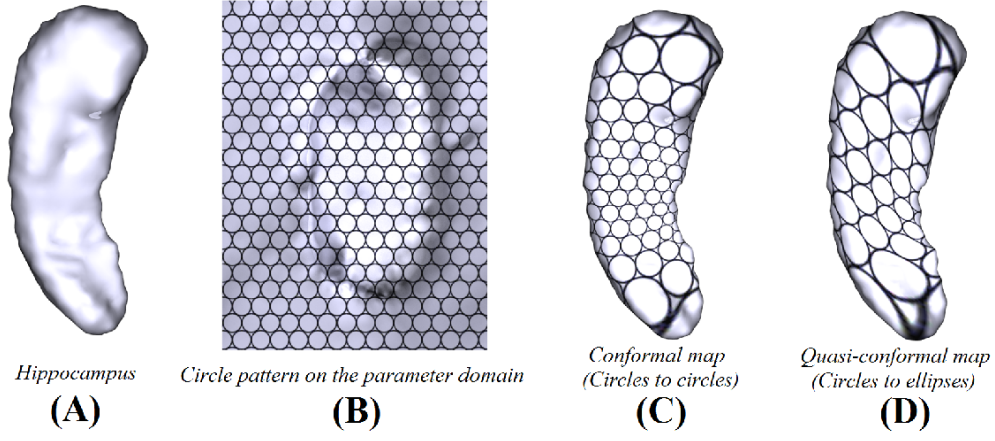 Hippocampus
(A)
Circle pattern on the parameter domain
(B)
Conformal map
(Circles to circles)
(C)
Quasi-conformal map
(Circles to ellipses)
(D)